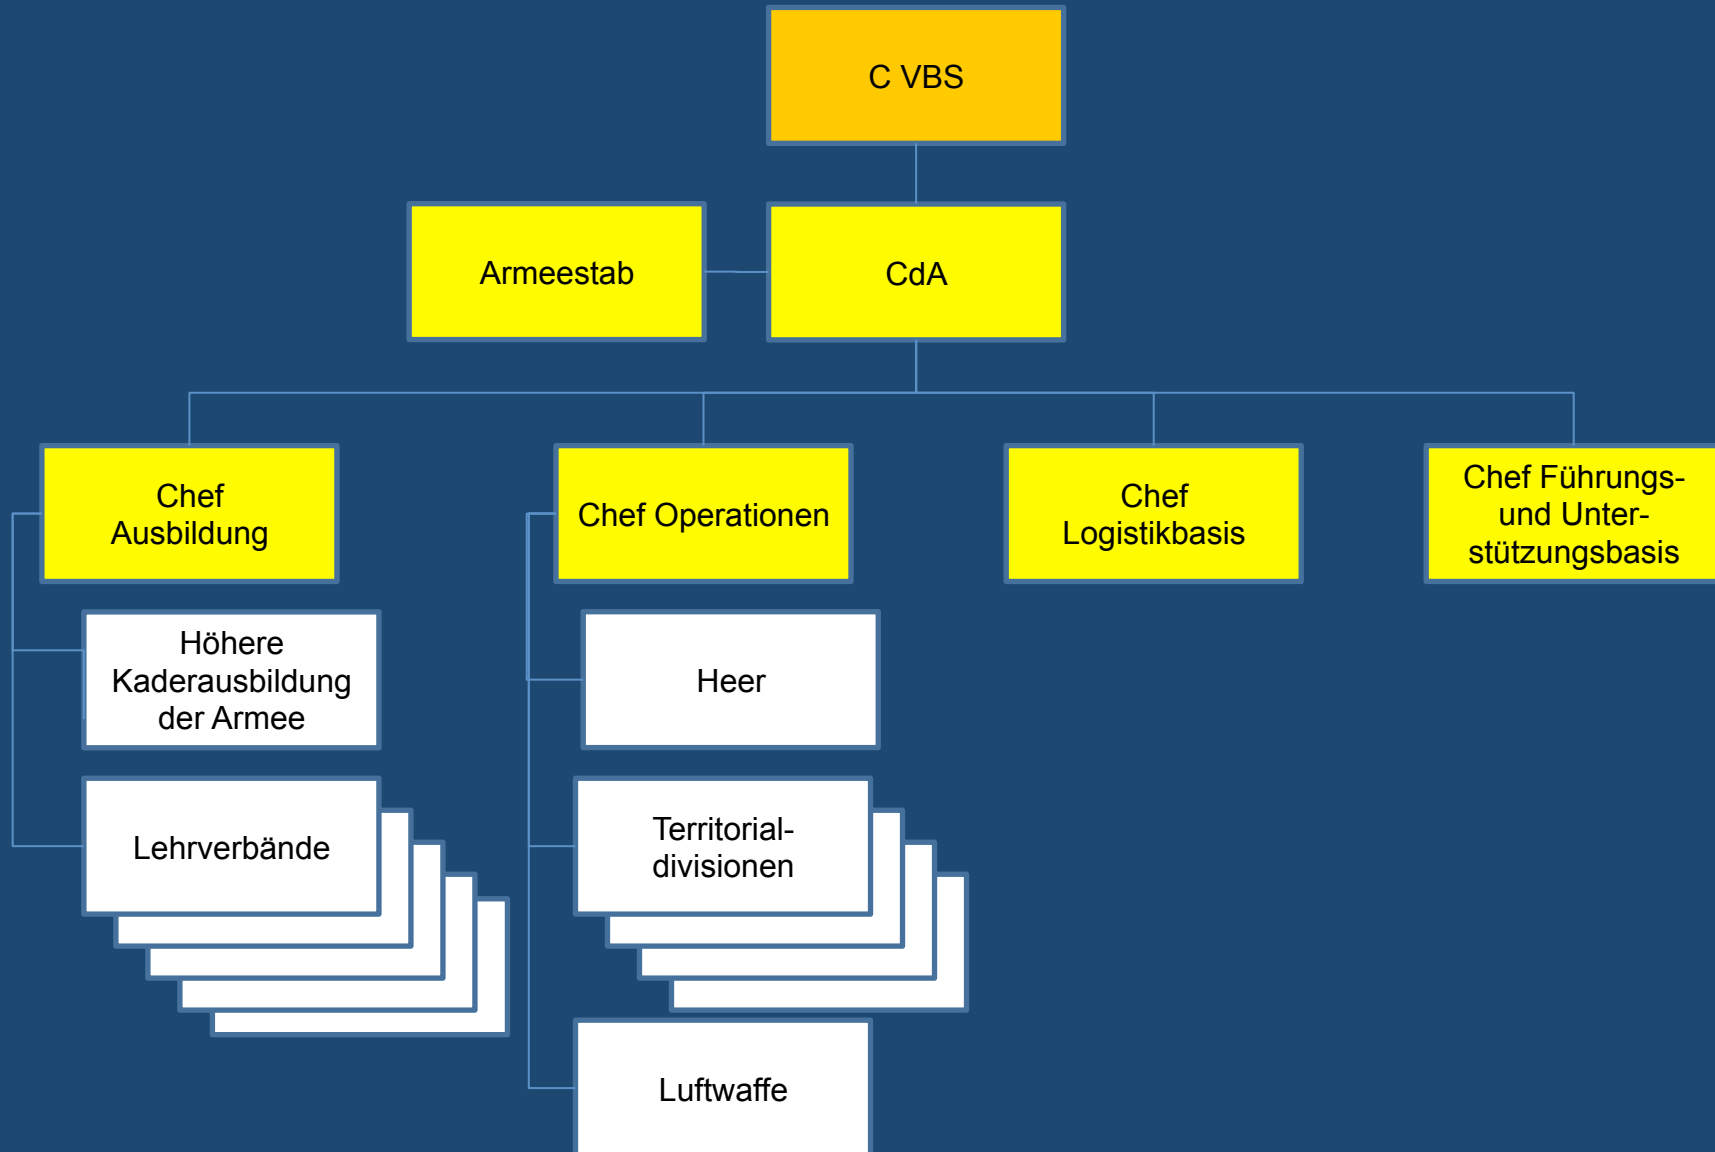 C VBS
Armeestab
CdA
Chef
Ausbildung
Chef Operationen
Chef
Logistikbasis
Chef Führungs-
und Unter-
stützungsbasis
Höhere
Kaderausbildung
der Armee
Heer
Lehrverbände
Territorial-
divisionen
Luftwaffe